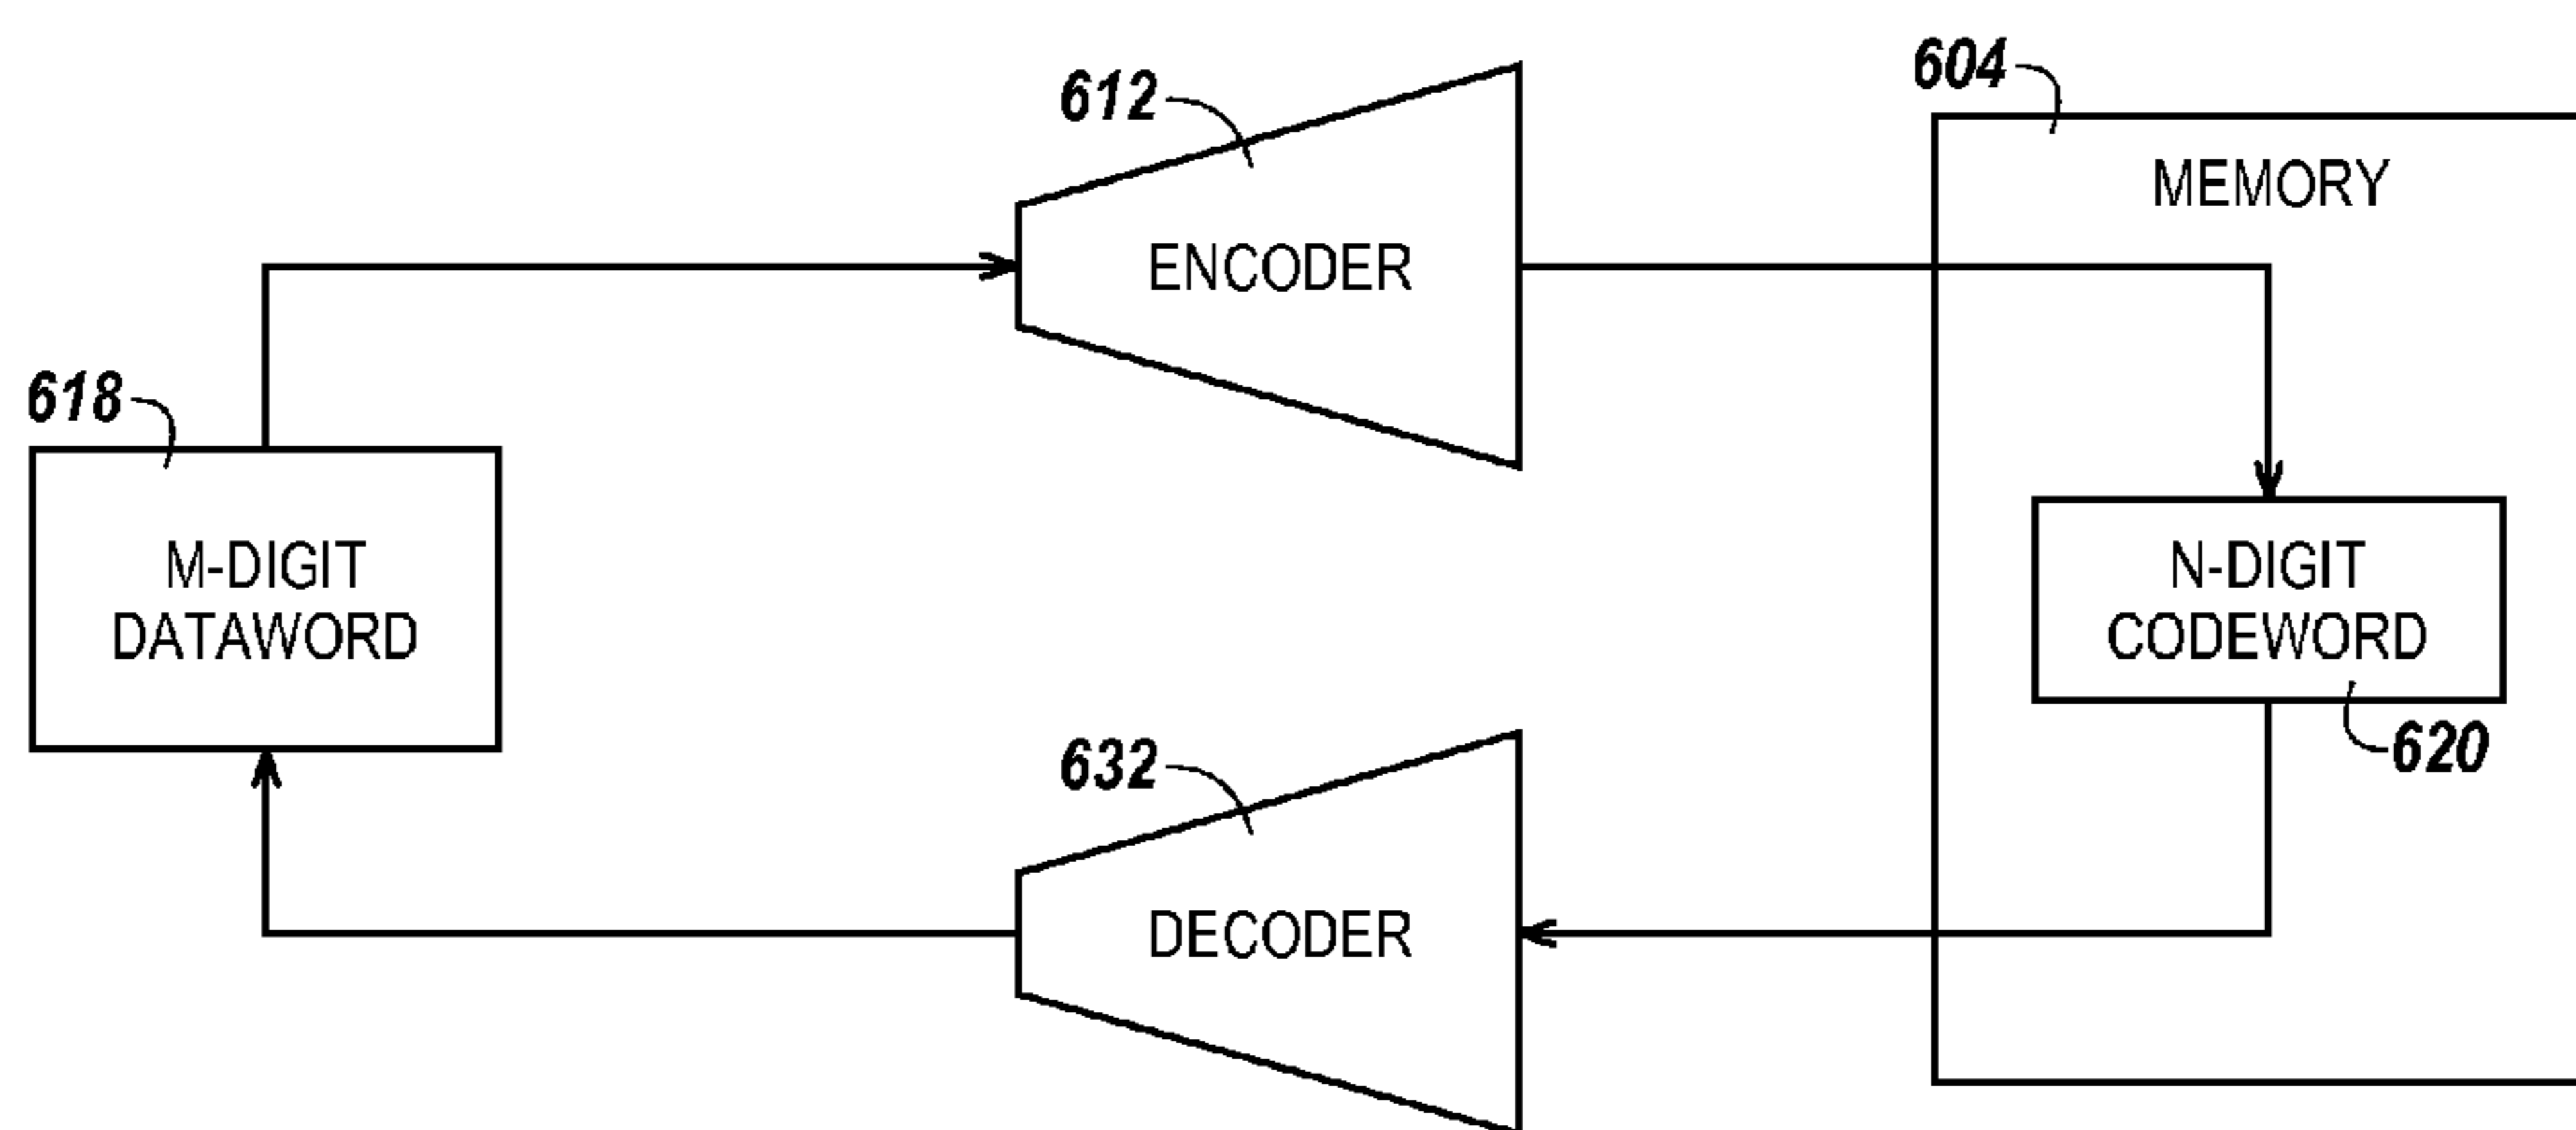 604
612
MEMORY
ENCODER
618
M-DIGIT
DATAWORD
N-DIGIT
CODEWORD
620
632
DECODER